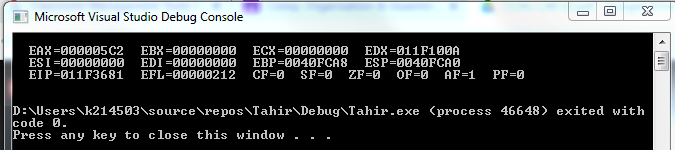 Microsoft Visual Studio Debug Console
EAX=000005C2 EBX=00000000 ECX=00000000 EDX=011F100A
ESI=00000000 EDI=00000000 EBP=0040FCA8 ESP=0040FCA0
EIP=011F3681 EFL=00000212 CF=0 SF=0 ZF=0 OF=0 AF=1 PF=0
D:\Users\k214503\source\repos\Tahir\Debug\Tahir.exe (process 46648) exited with
code 0.
Press any key to close this window . . .